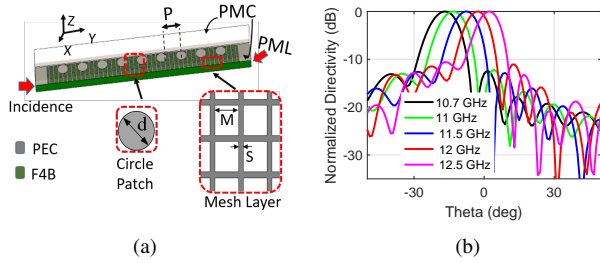 PMC
P
Z
Y
X
PML
Incidence
d
M
S
PEC
F4B
Circle
Patch
Mesh Layer
(a)
Normalized Directivity (dB)
0
-10
-20
-30
10.7 GHz
11 GHz
11.5 GHz
12 GHz
12.5 GHz
-30
0
30
Theta (deg)
(b)